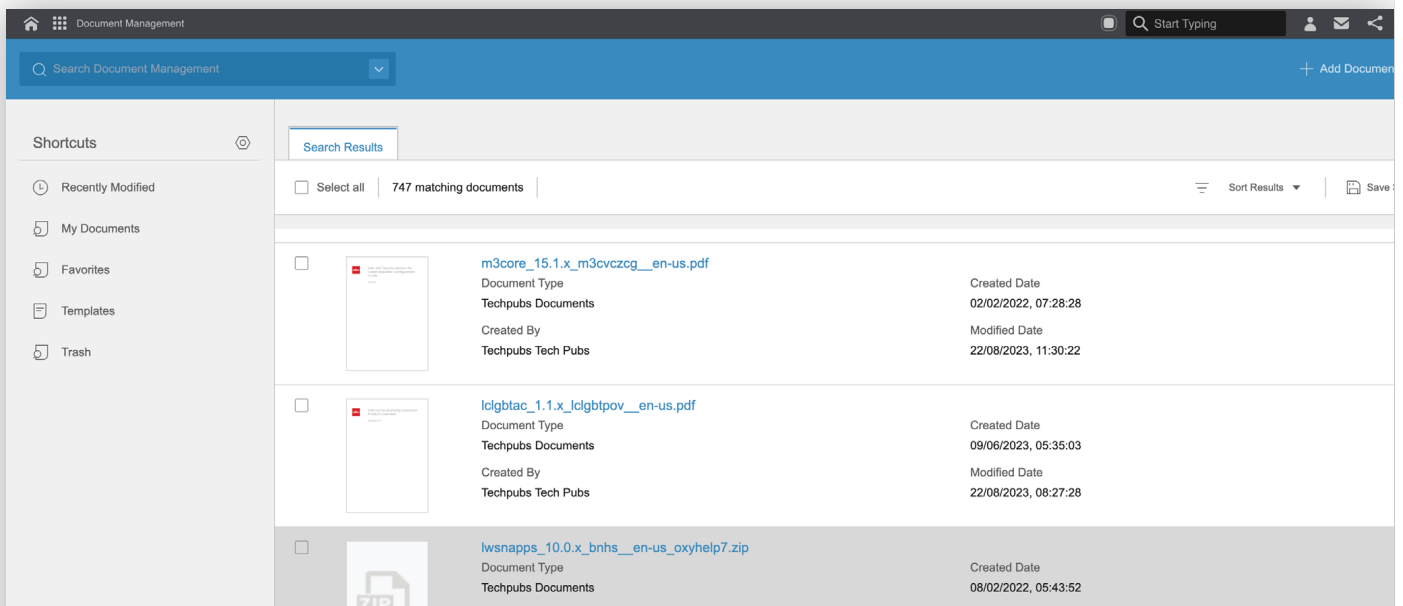 Document Management
Start Typing
Search Document Management
Add Documen
Shortcuts
Search Results
Recently Modified
Select all
747 matching documents
Sort Results
Save
My Documents
Favorites
Templates
Trash
m3core_15.1.x_m3cvczcg__en-us.pdf
Document Type
Created Date
Techpubs Documents
02/02/2022, 07:28:28
Created By
Modified Date
Techpubs Tech Pubs
22/08/2023, 11:30:22
lclgbtac_1.1.x_lclgbtpov__en-us.pdf
Document Type
Created Date
Techpubs Documents
09/06/2023, 05:35:03
Created By
Modified Date
Techpubs Tech Pubs
22/08/2023, 08:27:28
lwsnapps_10.0.x_bnhs__en-us_oxyhelp7.zip
Document Type
Created Date
Techpubs Documents
08/02/2022, 05:43:52
ZIP